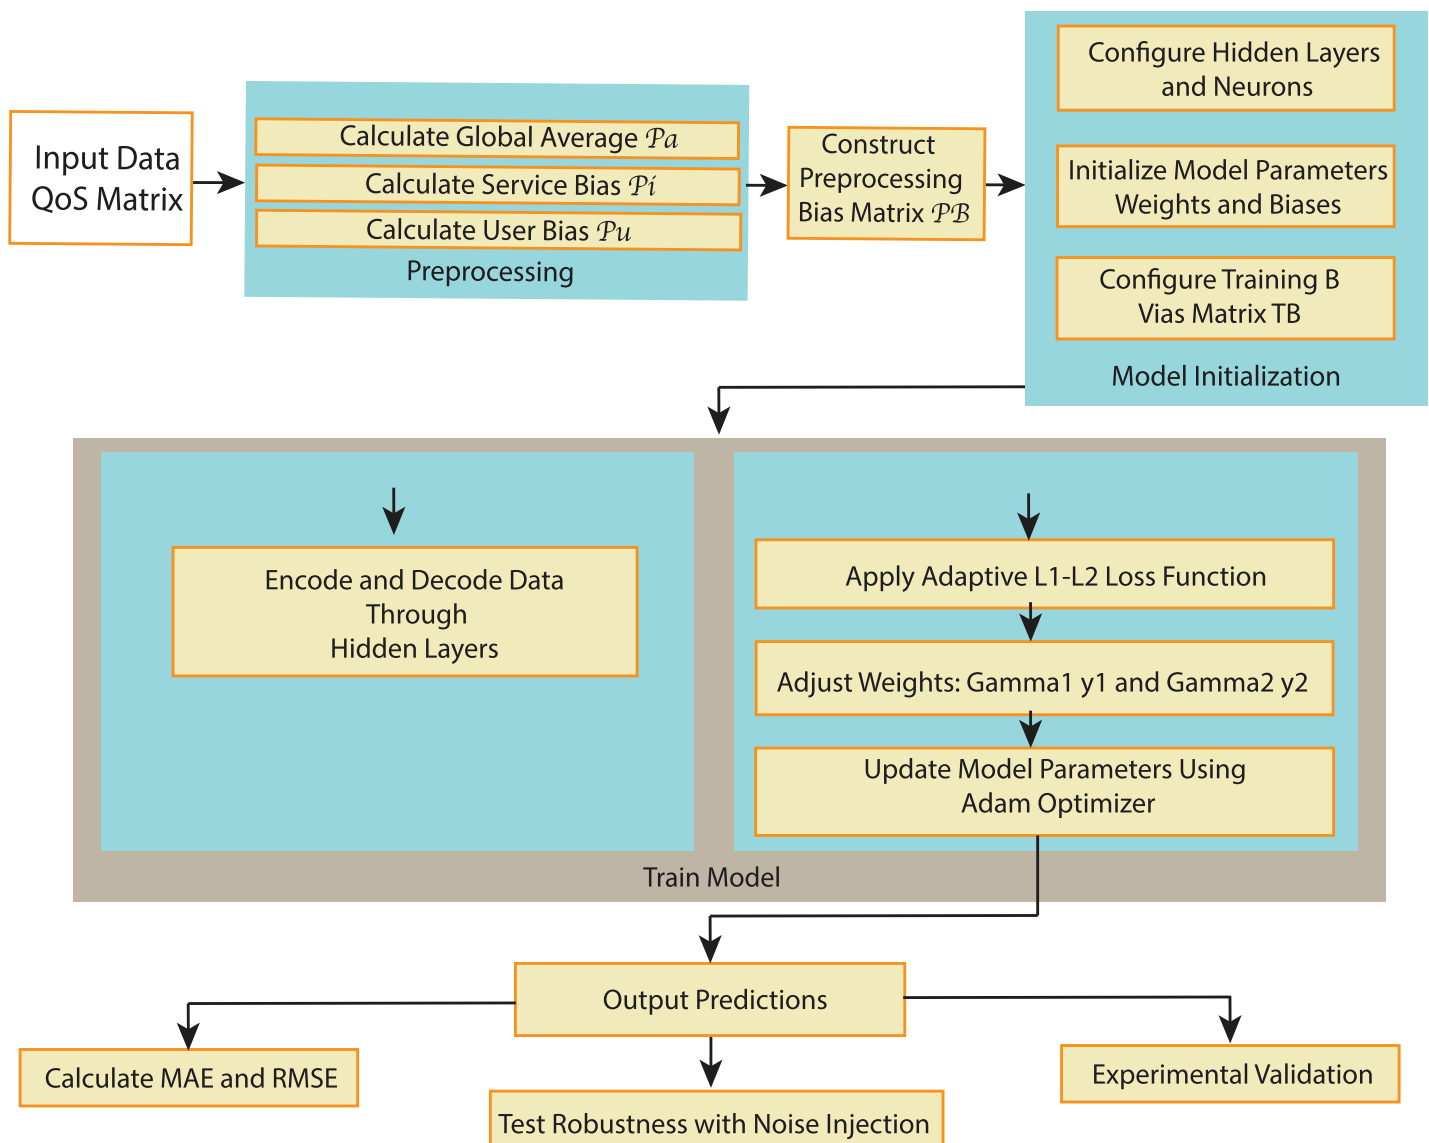 Input Data
QoS Matrix
Calculate Global Average Pa
Calculate Service Bias Pi
Calculate User Bias Pu
Preprocessing
Construct
Preprocessing
Bias Matrix PB
Configure Hidden Layers
and Neurons
Initialize Model Parameters
Weights and Biases
Configure Training B
Vias Matrix TB
Model Initialization
Encode and Decode Data
Through
Hidden Layers
Apply Adaptive L1-L2 Loss Function
Adjust Weights: Gamma1 y1 and Gamma2 y2
Update Model Parameters Using
Adam Optimizer
Train Model
Output Predictions
Calculate MAE and RMSE
Test Robustness with Noise Injection
Experimental Validation